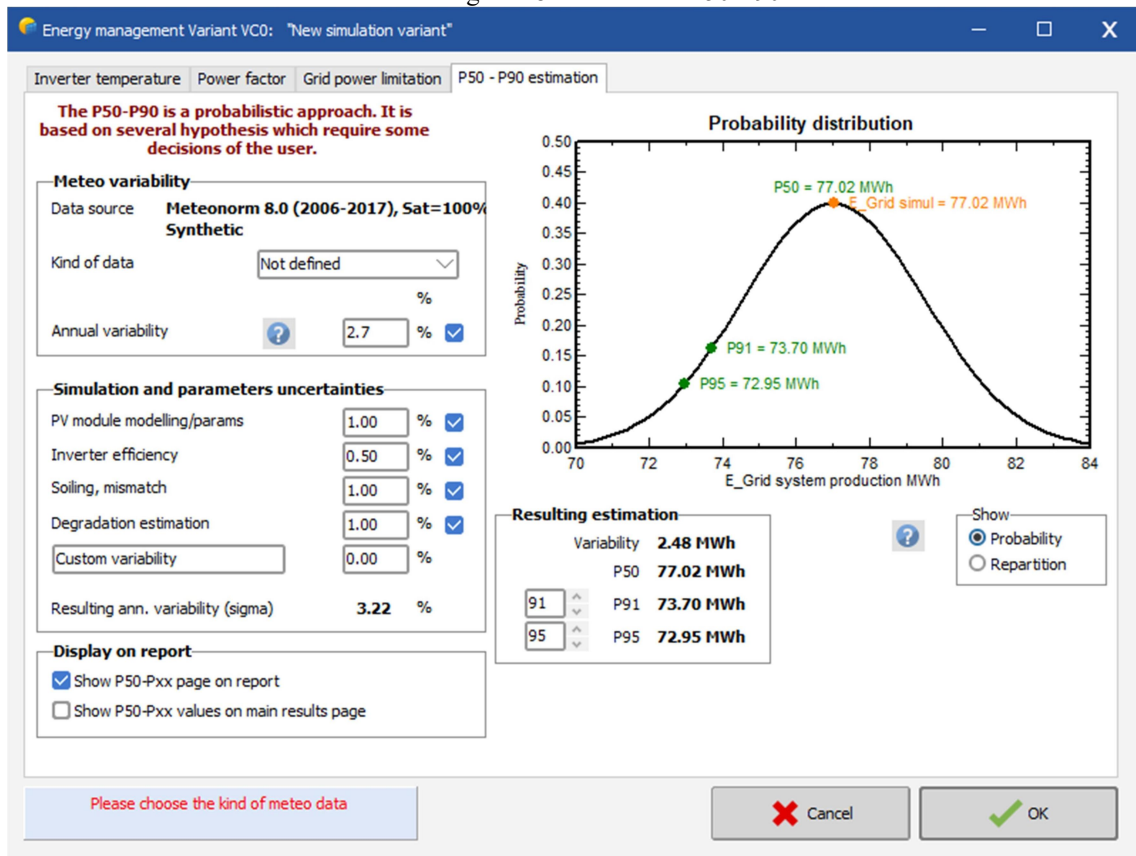 Energy management Variant VC0: "New simulation variant"
Inverter temperature Power factor Grid power limitation P50 - P90 estimation
The P50-P90 is a probabilistic approach. It is
based on several hypothesis which require some
decisions of the user.
Meteo variability
Data source Meteonorm 8.0 (2006-2017), Sat=100%
Synthetic
Kind of data Not defined
%
Annual variability ? 2.7 %
Simulation and parameters uncertainties
PV module modelling/params 1.00 %
Inverter efficiency 0.50 %
Soiling, mismatch 1.00 %
Degradation estimation 1.00 %
Custom variability 0.00 %
Resulting ann. variability (sigma) 3.22 %
Display on report
Show P50-Pxx page on report
Show P50-Pxx values on main results page
Probability distribution
0.50
0.45
0.40
0.35
0.30
0.25
0.20
0.15
0.10
0.05
0.00
Probability
P50 = 77.02 MWh
E_Grid simul = 77.02 MWh
P91 = 73.70 MWh
P95 = 72.95 MWh
70 72 74 76 78 80 82 84
E_Grid system production MWh
Resulting estimation
Variability 2.48 MWh
P50 77.02 MWh
91 P91 73.70 MWh
95 P95 72.95 MWh
?
Show
Probability
Repartition
Please choose the kind of meteo data
Cancel
OK